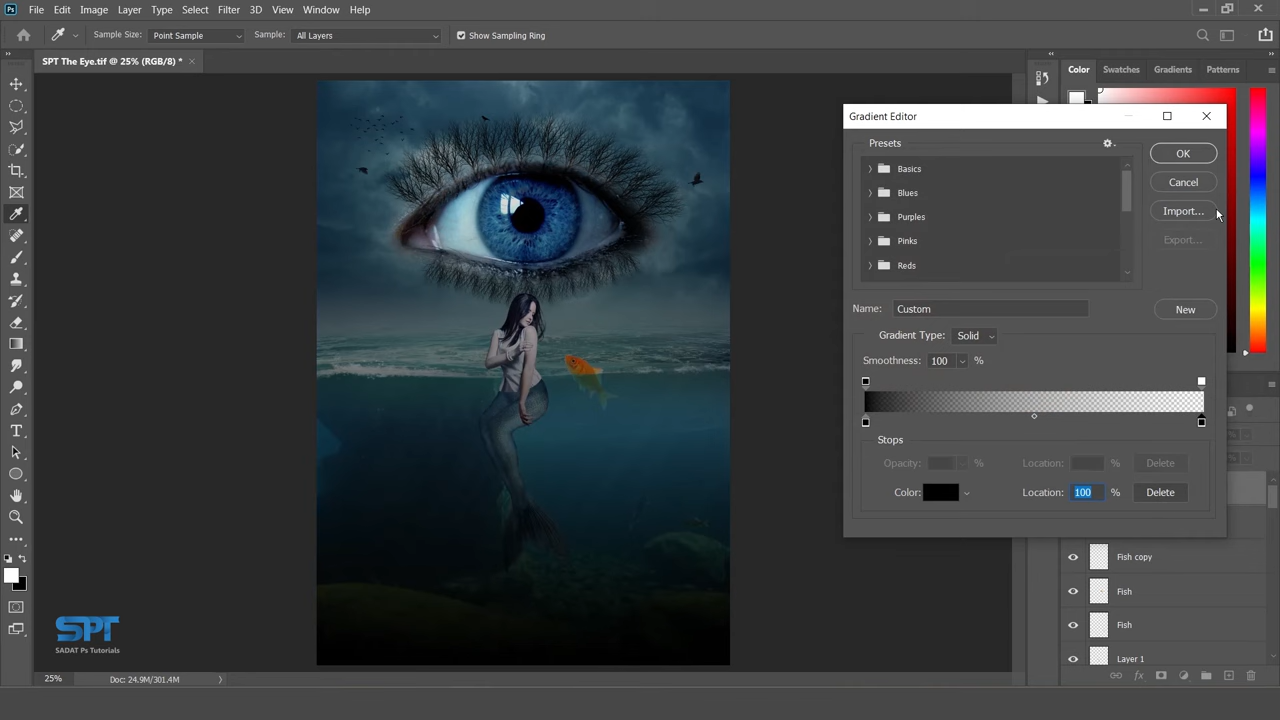 Ps File Edit Image Layer Type Select Filter 3D View Window Help
Sample Size: Point Sample Sample: All Layers Show Sampling Ring
SPT The Eye.tif @ 25% (RGB/8) *
Color Swatches Gradients Patterns
Gradient Editor
Presets
Basics
Blues
Purples
Pinks
Reds
OK
Cancel
Import...
Export...
Name: Custom
New
Gradient Type: Solid
Smoothness: 100 %
Stops
Opacity: % Location: % Delete
Color: Location: 100 % Delete
Fish copy
Fish
Fish
Layer 1
SPT
SADAT Ps Tutorials
25% Doc: 24.9M/301.4M